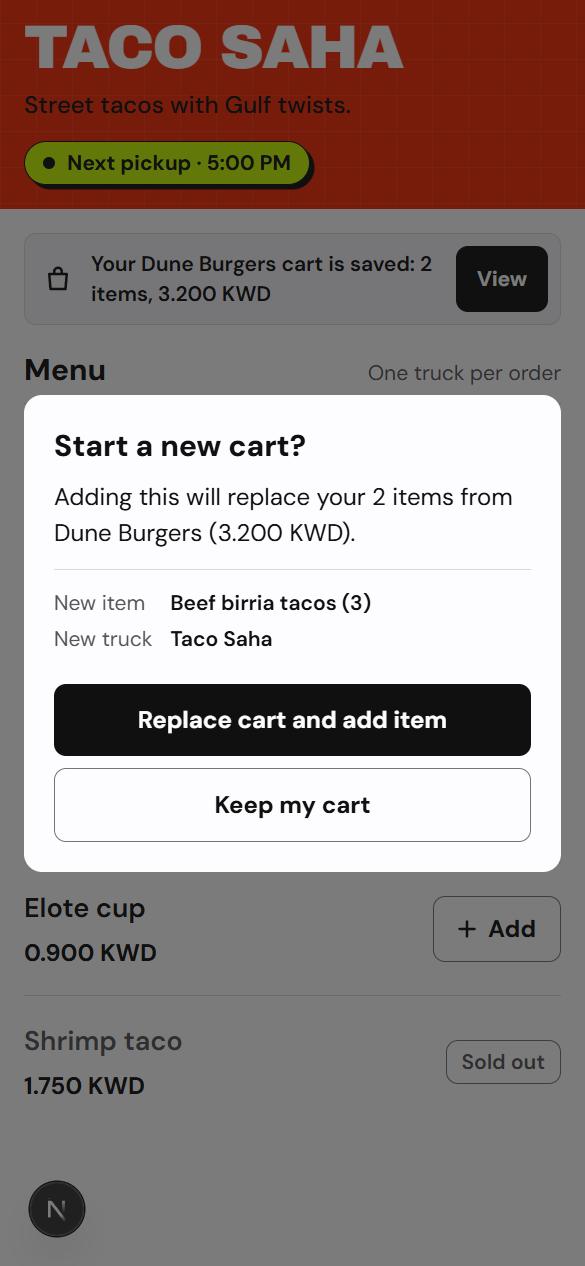 TACO SAHA
Street tacos with Gulf twists.
Next pickup · 5:00 PM
Your Dune Burgers cart is saved: 2
items, 3.200 KWD
View
Menu
One truck per order
Start a new cart?
Adding this will replace your 2 items from
Dune Burgers (3.200 KWD).
New item Beef birria tacos (3)
New truck Taco Saha
Replace cart and add item
Keep my cart
Elote cup
+ Add
0.900 KWD
Shrimp taco
Sold out
1.750 KWD
N